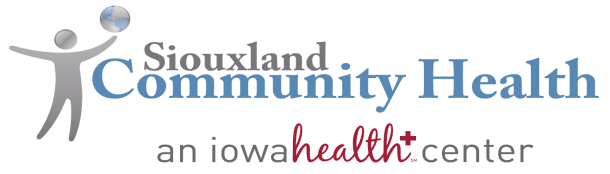 Siouxland
Community Health
an iowahealth+ center